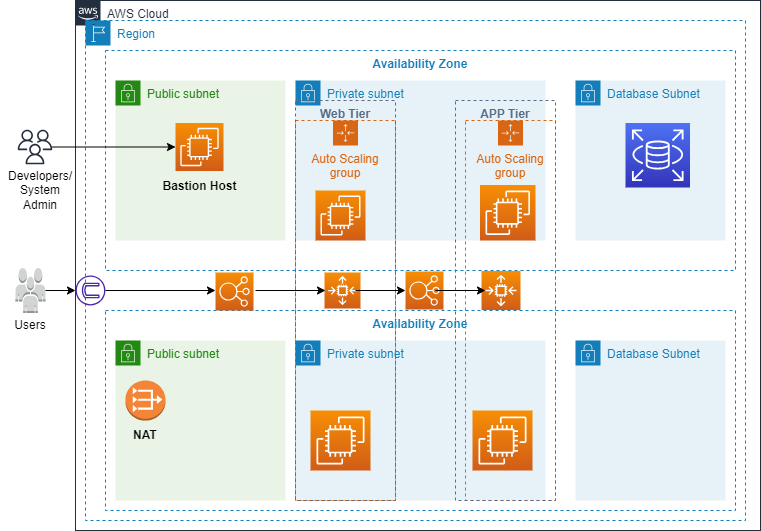 aws
AWS Cloud
Region
Availability Zone
Public subnet
Private subnet
Database Subnet
Web Tier
APP Tier
Auto Scaling
group
Auto Scaling
group
Bastion Host
Developers/
System
Admin
Users
Availability Zone
Public subnet
Private subnet
Database Subnet
NAT